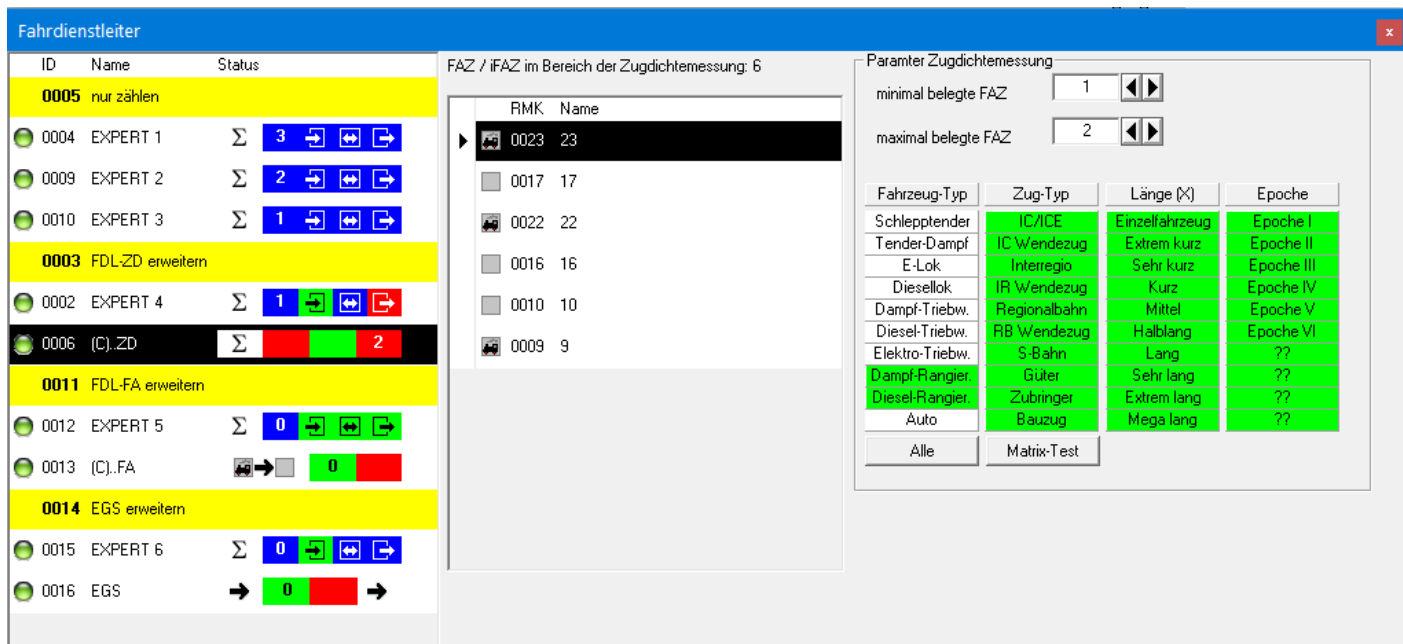 Fahrdienstleiter
x
ID Name Status
0005 nur zählen
0004 EXPERT 1 Σ 3
0009 EXPERT 2 Σ 2
0010 EXPERT 3 Σ 1
0003 FDL-ZD erweitern
0002 EXPERT 4 Σ 1
0006 (C)..ZD Σ 2
0011 FDL-FA erweitern
0012 EXPERT 5 Σ 0
0013 (C)..FA 0
0014 EGS erweitern
0015 EXPERT 6 Σ 0
0016 EGS 0
FAZ / iFAZ im Bereich der Zugdichtemessung: 6
RMK Name
0023 23
0017 17
0022 22
0016 16
0010 10
0009 9
Paramter Zugdichtemessung
minimal belegte FAZ 1
maximal belegte FAZ 2
Fahrzeug-Typ Zug-Typ Länge (X) Epoche
Schlepptender IC/ICE Einzelfahrzeug Epoche I
Tender-Dampf IC Wendezug Extrem kurz Epoche II
E-Lok Interregio Sehr kurz Epoche III
Diesellok IR Wendezug Kurz Epoche IV
Dampf-Triebw. Regionalbahn Mittel Epoche V
Diesel-Triebw. RB Wendezug Halblang Epoche VI
Elektro-Triebw. S-Bahn Lang ??
Dampf-Rangier. Güter Sehr lang ??
Diesel-Rangier. Zubringer Extrem lang ??
Auto Bauzug Mega lang ??
Alle Matrix-Test